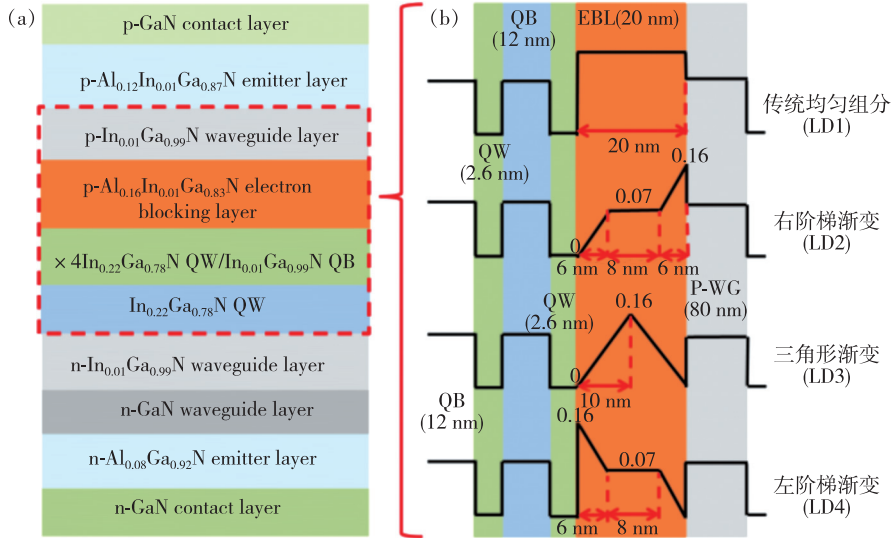 (a)
p-GaN contact layer
p-Al₀.₁₂In₀.₀₁Ga₀.₈₇N emitter layer
p-In₀.₀₁Ga₀.₉₉N waveguide layer
p-Al₀.₁₆In₀.₀₁Ga₀.₈₃N electron
blocking layer
×4In₀.₂₂Ga₀.₇₈N QW/In₀.₀₁Ga₀.₉₉N QB
In₀.₂₂Ga₀.₇₈N QW
n-In₀.₀₁Ga₀.₉₉N waveguide layer
n-GaN waveguide layer
n-Al₀.₀₈Ga₀.₉₂N emitter layer
n-GaN contact layer
(b)
QB
(12 nm)
EBL(20 nm)
传统均匀组分
(LD1)
20 nm
QW
(2.6 nm)
0.16
0.07
0
6 nm
8 nm
6 nm
右阶梯渐变
(LD2)
P-WG
(80 nm)
QW
(2.6 nm)
0.16
0
10 nm
三角形渐变
(LD3)
QB
(12 nm)
0.16
0.07
6 nm
8 nm
左阶梯渐变
(LD4)